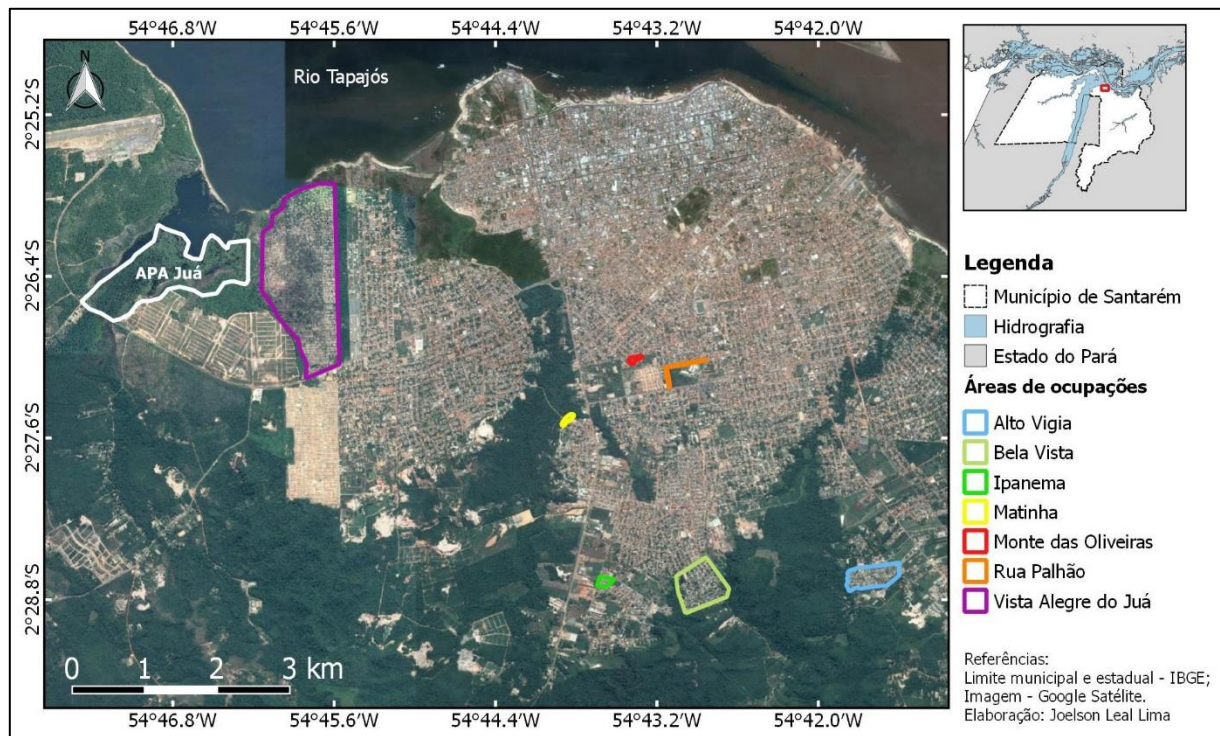 54°46.8′W 54°45.6′W 54°44.4′W 54°43.2′W 54°42.0′W
N
Rio Tapajós
2°25.2′S
2°26.4′S
2°27.6′S
2°28.8′S
APA Juá
0 1 2 3 km
54°46.8′W 54°45.6′W 54°44.4′W 54°43.2′W 54°42.0′W
Legenda
Município de Santarém
Hidrografia
Estado do Pará
Áreas de ocupações
Alto Vigia
Bela Vista
Ipanema
Matinha
Monte das Oliveiras
Rua Palhão
Vista Alegre do Juá
Referências:
Limite municipal e estadual - IBGE;
Imagem - Google Satélite.
Elaboração: Joelson Leal Lima